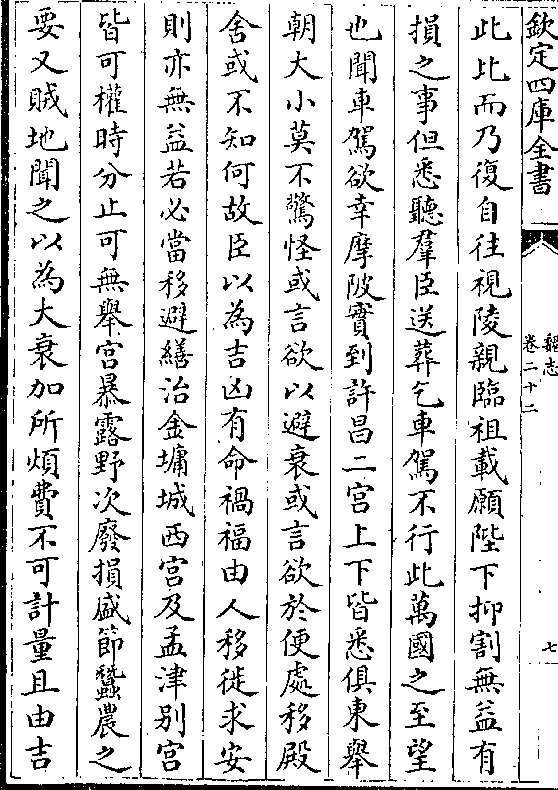 欽定四庫全書
魏志
卷二十二
七
此比而乃復自往視陵親臨祖載願陛下抑割無益有
損之事但悉聽羣臣送葬乞車駕不行此萬國之至望
也聞車駕欲幸摩陂實到許昌二宮上下皆悉俱東舉
朝大小莫不驚怪或言欲以避衰或言欲於便處移殿
舍或不知何故臣以為吉凶有命禍福由人移徙求安
則亦無益若必當移避繕治金墉城西宮及孟津别宮
皆可權時分止可無舉宮暴露野次廢損盛節蠶農之
要又賊地聞之以為大衰加所煩費不可計量且由吉